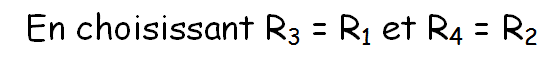 En choisissant R₃ = R₁ et R₄ = R₂